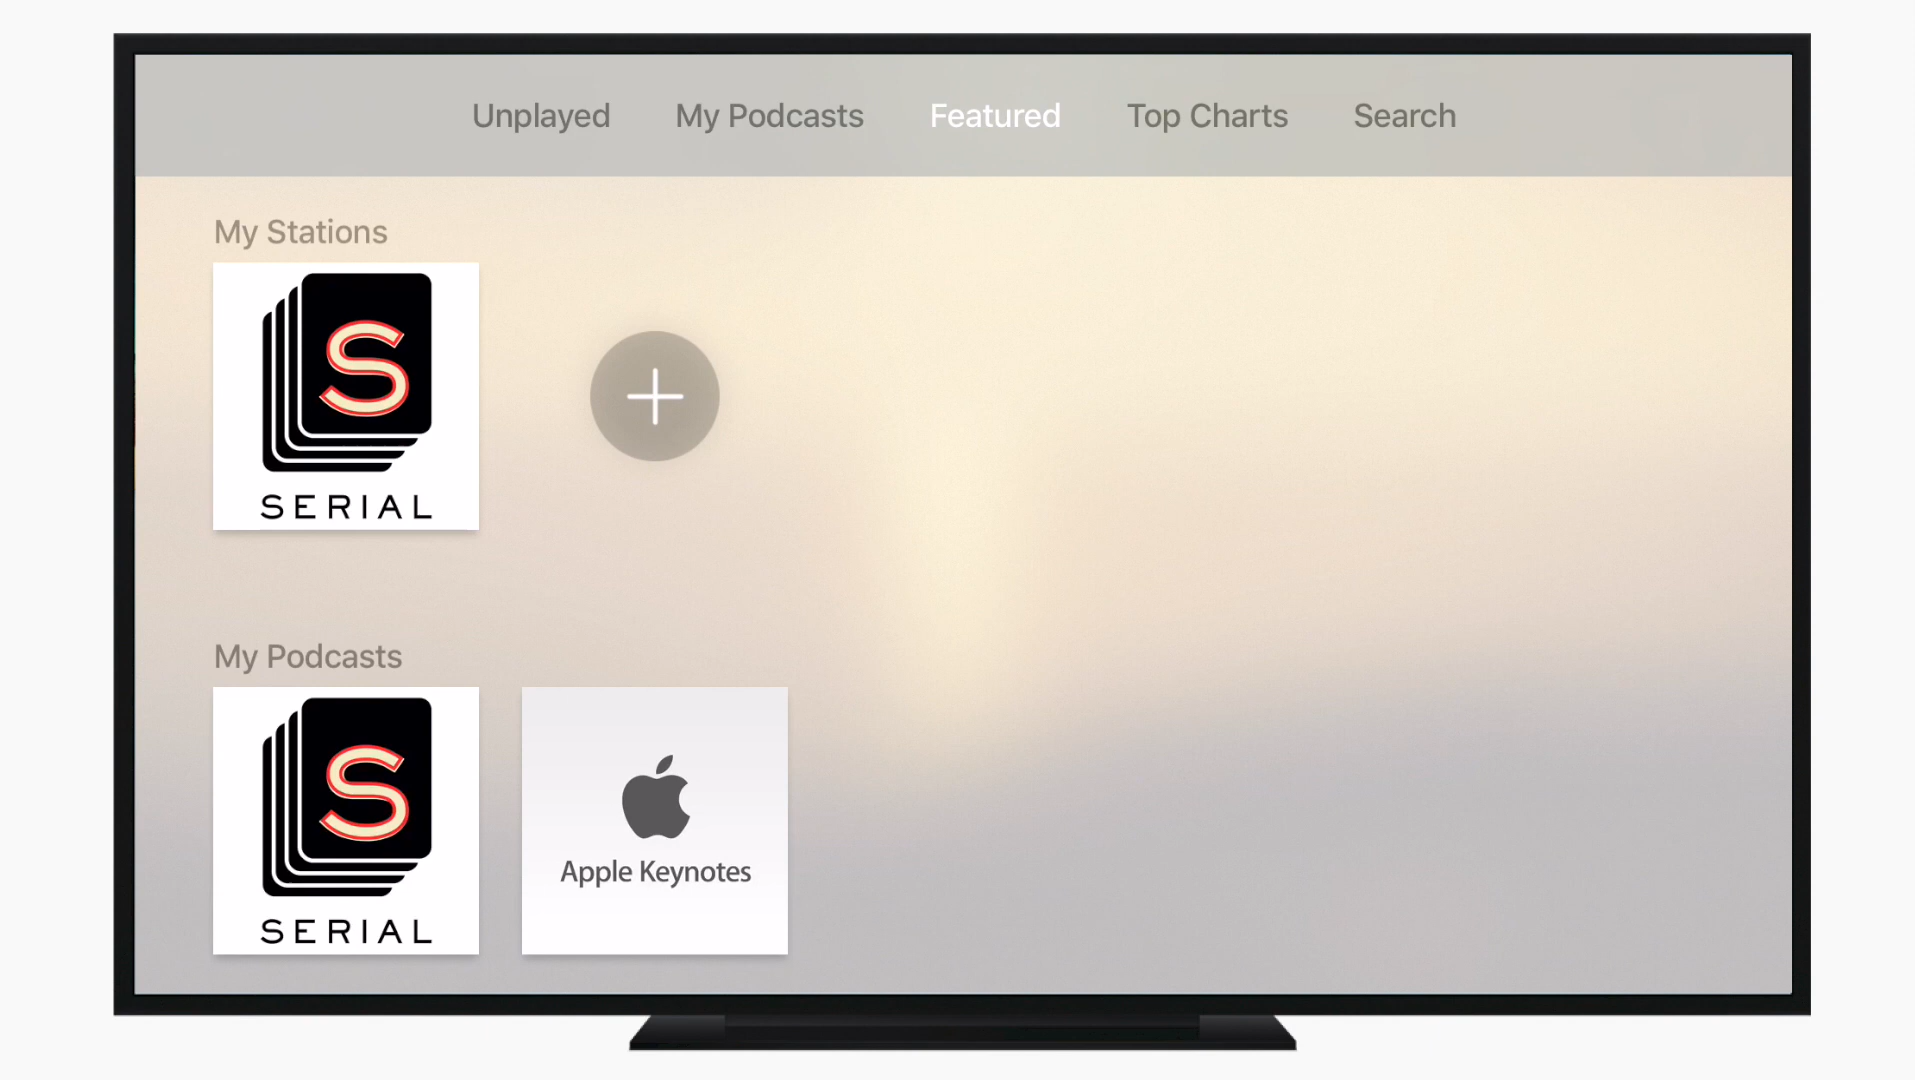 Unplayed My Podcasts Featured Top Charts Search
My Stations
S
SERIAL
My Podcasts
S
SERIAL
Apple Keynotes